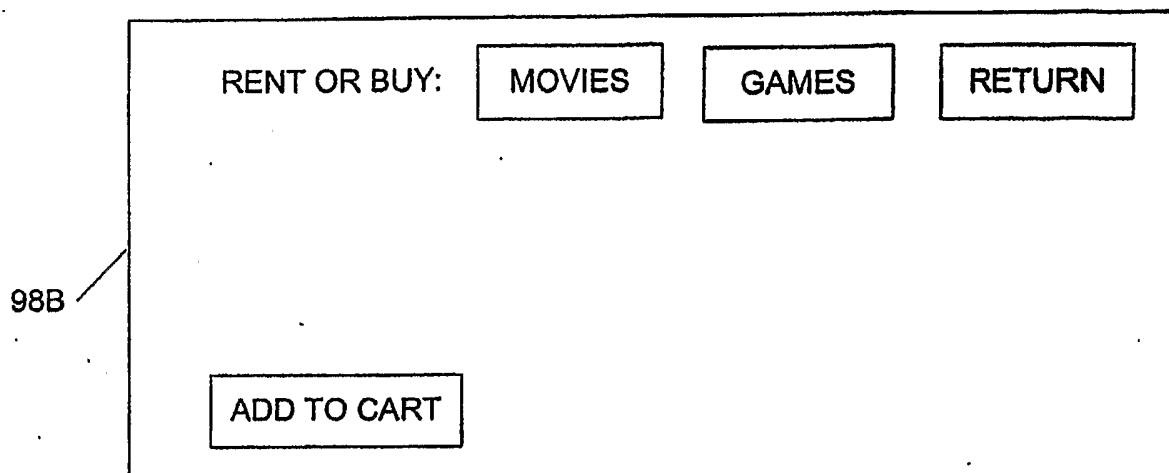 RENT OR BUY: MOVIES GAMES RETURN
98B
ADD TO CART